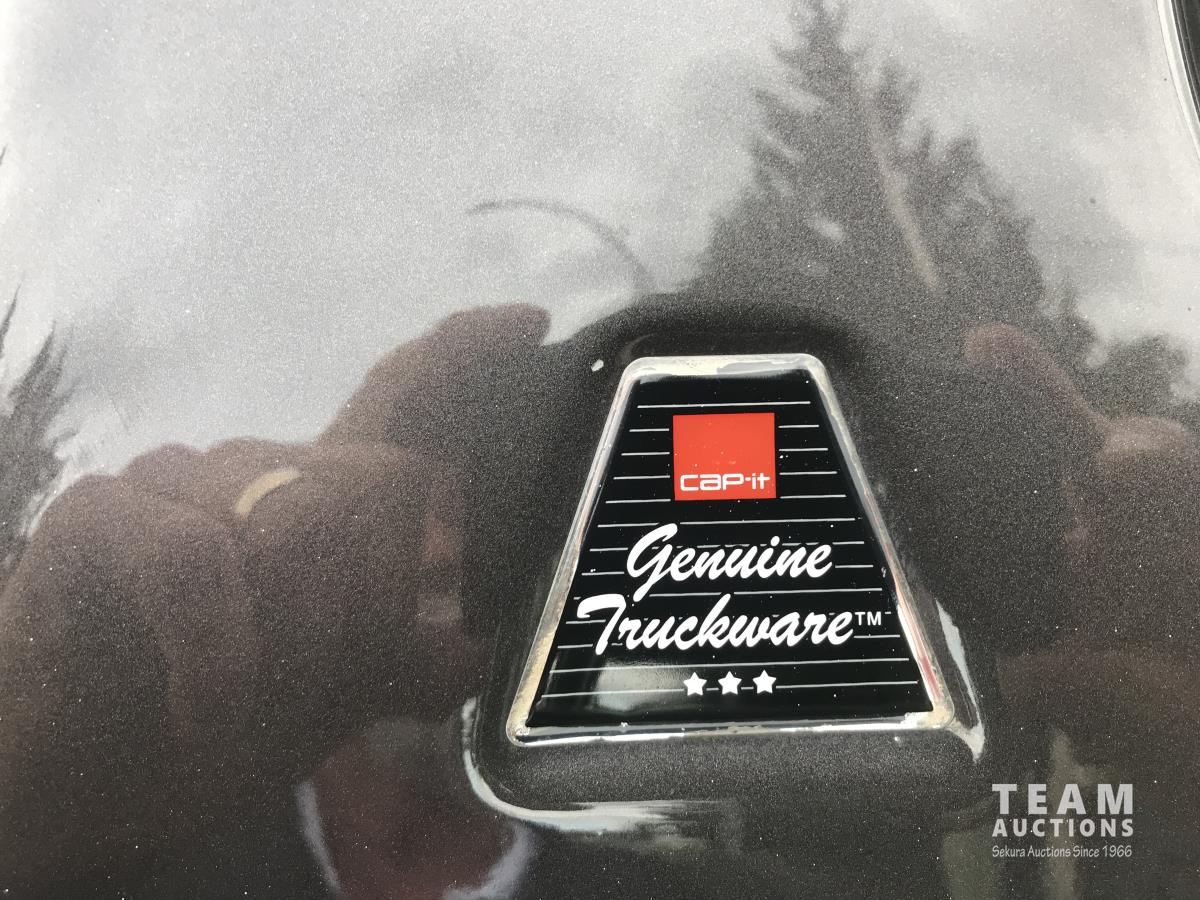 cap-it
Genuine
Truckware™
TEAM
AUCTIONS
Sekura Auctions Since 1966